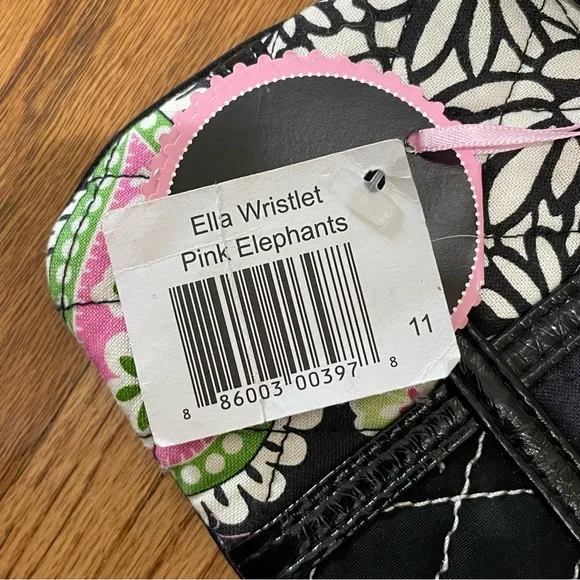 Ella Wristlet
Pink Elephants
11
8 86003 00397 8